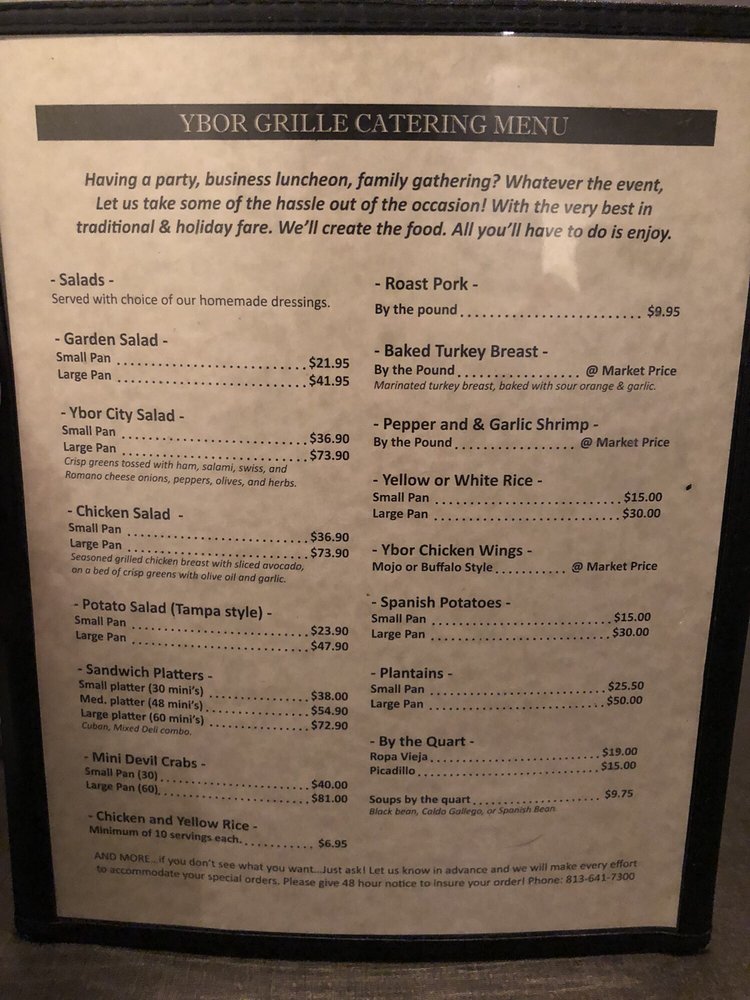 YBOR GRILLE CATERING MENU
Having a party, business luncheon, family gathering? Whatever the event,
Let us take some of the hassle out of the occasion! With the very best in
traditional & holiday fare. We'll create the food. All you'll have to do is enjoy.
- Salads -
Served with choice of our homemade dressings.
- Garden Salad -
Small Pan ........................ $21.95
Large Pan ........................ $41.95
- Ybor City Salad -
Small Pan ........................ $36.90
Large Pan ........................ $73.90
Crisp greens tossed with ham, salami, swiss, and
Romano cheese onions, peppers, olives, and herbs.
- Chicken Salad -
Small Pan ........................ $36.90
Large Pan ........................ $73.90
Seasoned grilled chicken breast with sliced avocado,
on a bed of crisp greens with olive oil and garlic.
- Potato Salad (Tampa style) -
Small Pan ........................ $23.90
Large Pan ........................ $47.90
- Sandwich Platters -
Small platter (30 mini's) ............ $38.00
Med. platter (48 mini's) ............ $54.90
Large platter (60 mini's) ............ $72.90
Cuban, Mixed Deli combo.
- Mini Devil Crabs -
Small Pan (30) .................... $40.00
Large Pan (60) .................... $81.00
- Chicken and Yellow Rice -
Minimum of 10 servings each. ........... $6.95
- Roast Pork -
By the pound ........................ $9.95
- Baked Turkey Breast -
By the Pound ................ @ Market Price
Marinated turkey breast, baked with sour orange & garlic.
- Pepper and & Garlic Shrimp -
By the Pound ................ @ Market Price
- Yellow or White Rice -
Small Pan ........................ $15.00
Large Pan ........................ $30.00
- Ybor Chicken Wings -
Mojo or Buffalo Style ........... @ Market Price
- Spanish Potatoes -
Small Pan ........................ $15.00
Large Pan ........................ $30.00
- Plantains -
Small Pan ........................ $25.50
Large Pan ........................ $50.00
- By the Quart -
Ropa Vieja ........................ $19.00
Picadillo ........................ $15.00
Soups by the quart .................. $9.75
Black bean, Caldo Gallego, or Spanish Bean
AND MORE...if you don't see what you want...Just ask! Let us know in advance and we will make every effort
to accommodate your special orders. Please give 48 hour notice to insure your order! Phone: 813-641-7300